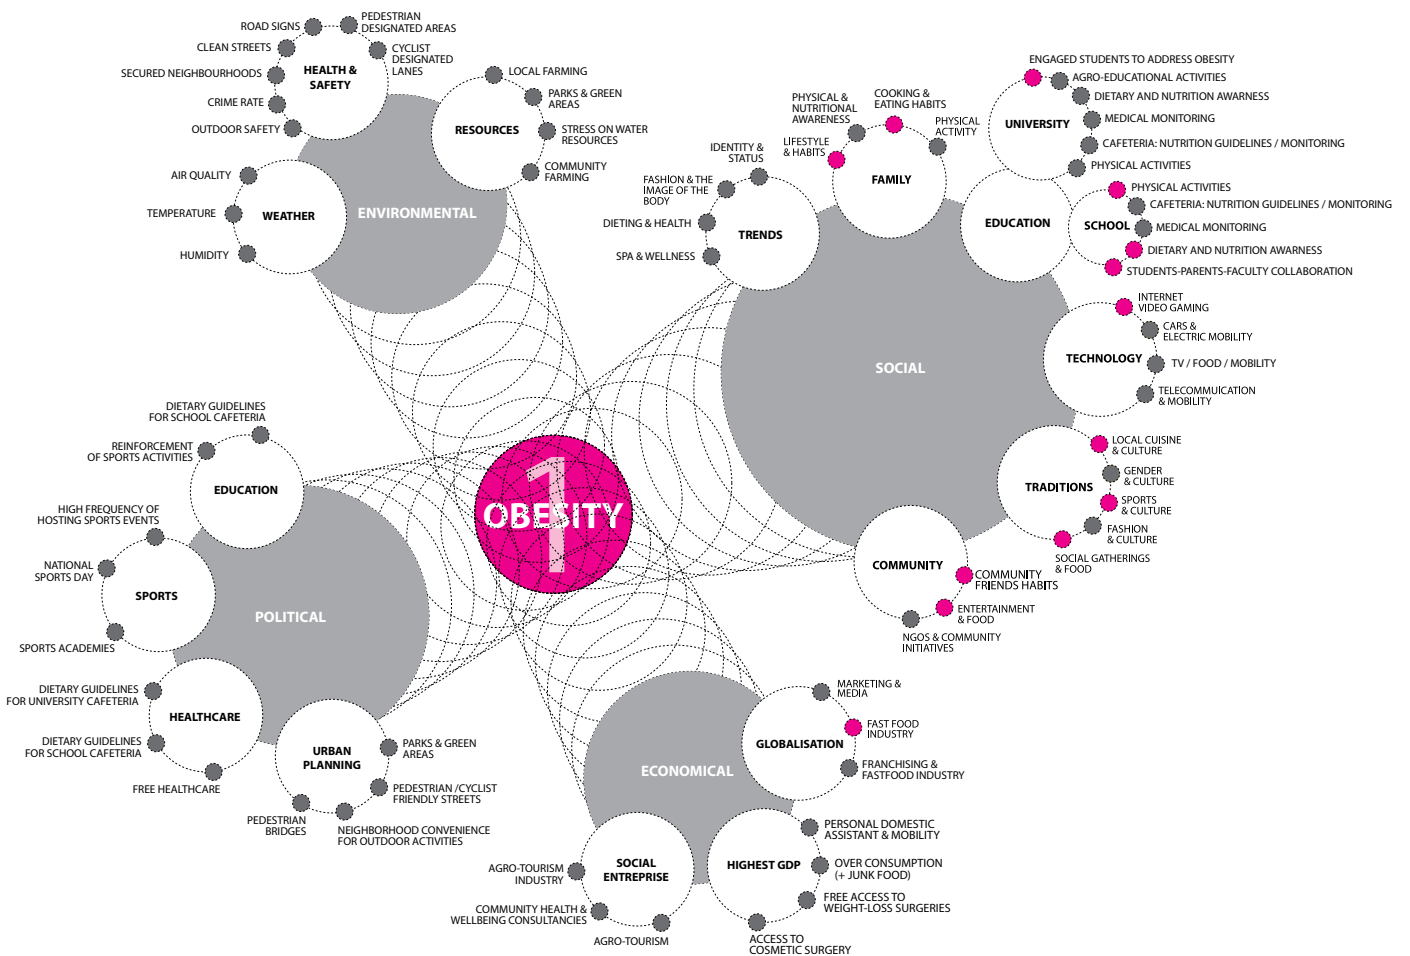 ROAD SIGNS
PEDESTRIAN
DESIGNATED AREAS
CLEAN STREETS
CYCLIST
DESIGNATED
LANES
SECURED NEIGHBOURHOODS
CRIME RATE
OUTDOOR SAFETY
HEALTH &
SAFETY
LOCAL FARMING
PARKS & GREEN
AREAS
STRESS ON WATER
RESOURCES
COMMUNITY
FARMING
RESOURCES
AIR QUALITY
TEMPERATURE
HUMIDITY
WEATHER
ENVIRONMENTAL
IDENTITY &
STATUS
FASHION & THE
IMAGE OF THE
BODY
DIETING & HEALTH
SPA & WELLNESS
TRENDS
PHYSICAL &
NUTRITIONAL
AWARENESS
LIFESTYLE
& HABITS
COOKING &
EATING HABITS
PHYSICAL
ACTIVITY
FAMILY
ENGAGED STUDENTS TO ADDRESS OBESITY
AGRO-EDUCATIONAL ACTIVITIES
DIETARY AND NUTRITION AWARNESS
MEDICAL MONITORING
CAFETERIA: NUTRITION GUIDELINES / MONITORING
PHYSICAL ACTIVITIES
UNIVERSITY
EDUCATION
SCHOOL
PHYSICAL ACTIVITIES
CAFETERIA: NUTRITION GUIDELINES / MONITORING
MEDICAL MONITORING
DIETARY AND NUTRITION AWARNESS
STUDENTS-PARENTS-FACULTY COLLABORATION
SOCIAL
TECHNOLOGY
INTERNET
VIDEO GAMING
CARS &
ELECTRIC MOBILITY
TV / FOOD / MOBILITY
TELECOMMUICATION
& MOBILITY
TRADITIONS
LOCAL CUISINE
& CULTURE
GENDER
& CULTURE
SPORTS
& CULTURE
FASHION
& CULTURE
SOCIAL GATHERINGS
& FOOD
COMMUNITY
COMMUNITY
FRIENDS HABITS
ENTERTAINMENT
& FOOD
NGOS & COMMUNITY
INITIATIVES
1
OBESITY
DIETARY GUIDELINES
FOR SCHOOL CAFETERIA
REINFORCEMENT
OF SPORTS ACTIVITIES
EDUCATION
HIGH FREQUENCY OF
HOSTING SPORTS EVENTS
NATIONAL
SPORTS DAY
SPORTS
SPORTS ACADEMIES
POLITICAL
DIETARY GUIDELINES
FOR UNIVERSITY CAFETERIA
DIETARY GUIDELINES
FOR SCHOOL CAFETERIA
FREE HEALTHCARE
HEALTHCARE
URBAN
PLANNING
PARKS & GREEN
AREAS
PEDESTRIAN /CYCLIST
FRIENDLY STREETS
PEDESTRIAN
BRIDGES
NEIGHBORHOOD CONVENIENCE
FOR OUTDOOR ACTIVITIES
ECONOMICAL
GLOBALISATION
MARKETING &
MEDIA
FAST FOOD
INDUSTRY
FRANCHISING &
FASTFOOD INDUSTRY
HIGHEST GDP
PERSONAL DOMESTIC
ASSISTANT & MOBILITY
OVER CONSUMPTION
(+ JUNK FOOD)
FREE ACCESS TO
WEIGHT-LOSS SURGERIES
ACCESS TO
COSMETIC SURGERY
SOCIAL
ENTREPRISE
AGRO-TOURISM
INDUSTRY
COMMUNITY HEALTH &
WELLBEING CONSULTANCIES
AGRO-TOURISM